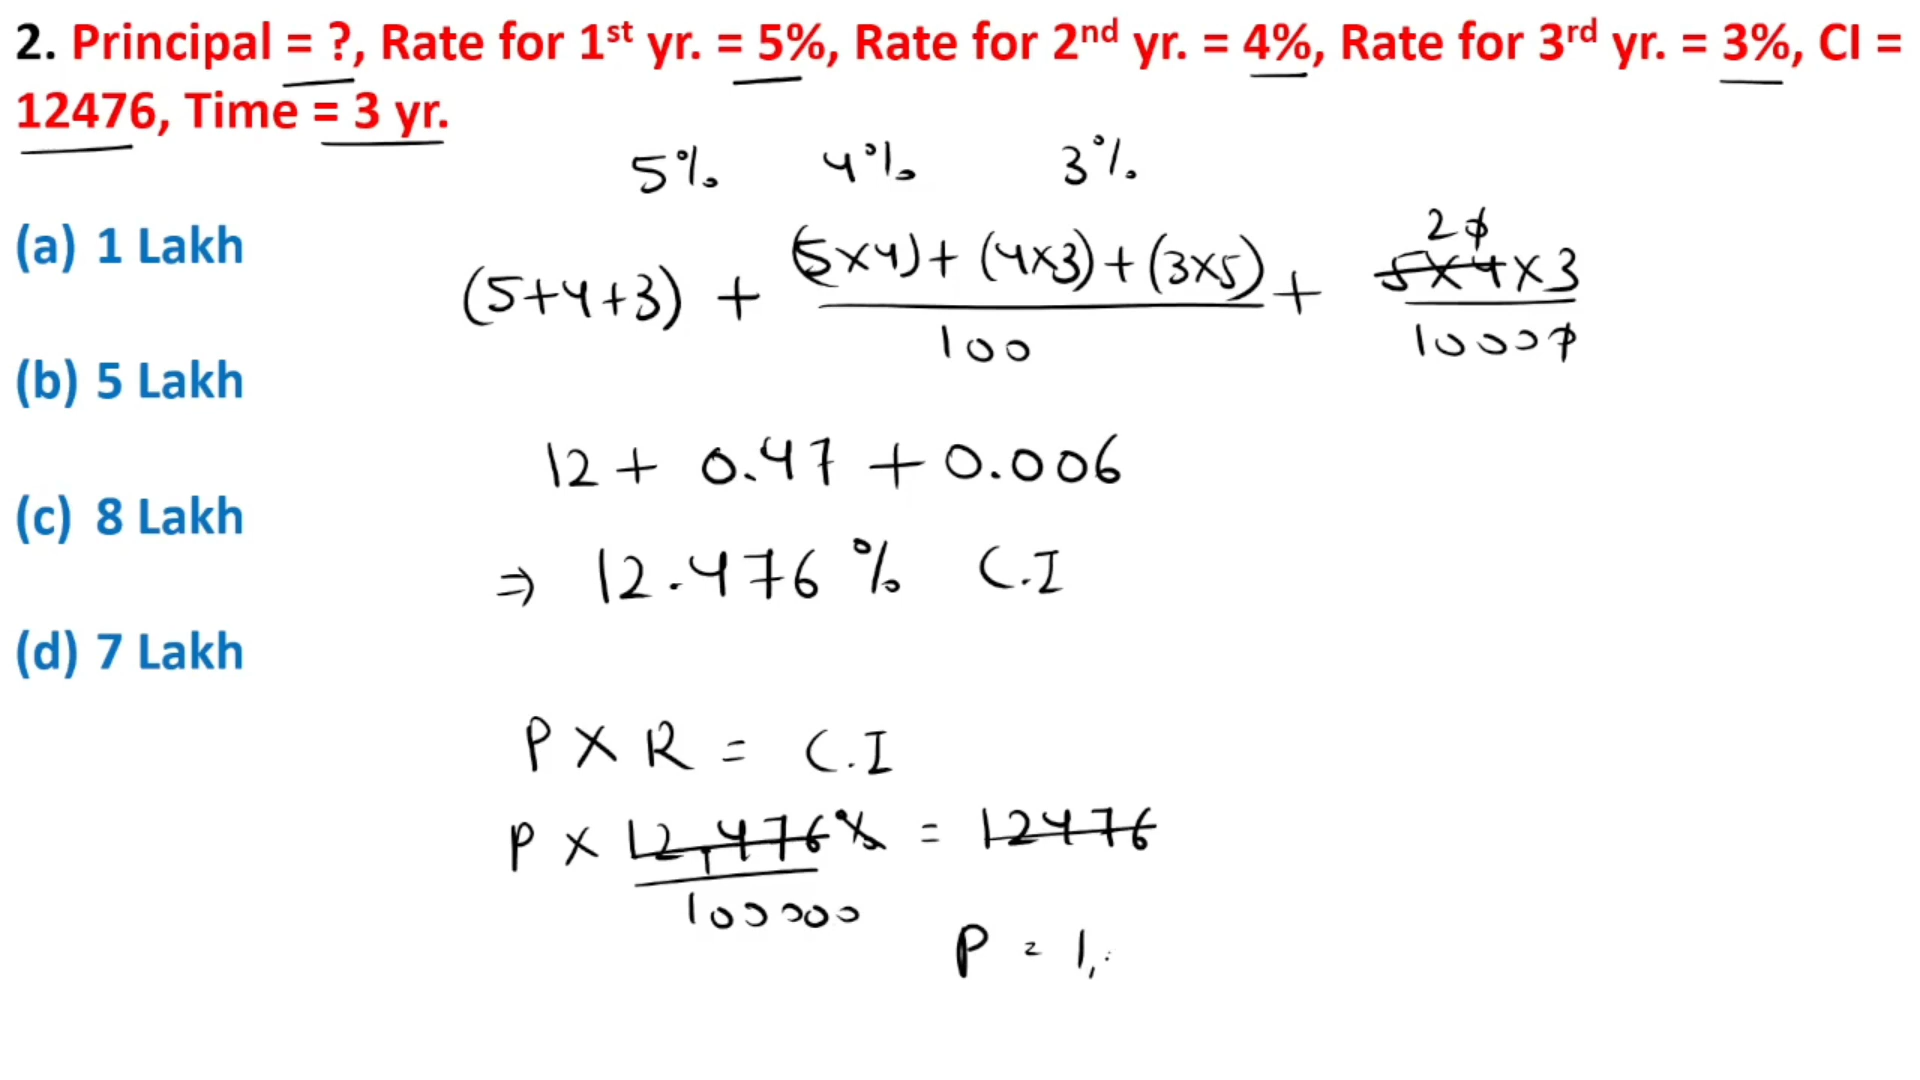 2. Principal = ?, Rate for 1st yr. = 5%, Rate for 2nd yr. = 4%, Rate for 3rd yr. = 3%, CI =
12476, Time = 3 yr.
5% 4% 3%
(a) 1 Lakh
20
(5+4+3) + (5×4)+(4×3)+(3×5) + 5×4×3
100 10000
(b) 5 Lakh
12 + 0.47 + 0.006
(c) 8 Lakh
⇒ 12.476 % C.I
(d) 7 Lakh
P × R = C.I
P × 12.476% = 12476
100000
P = 1,